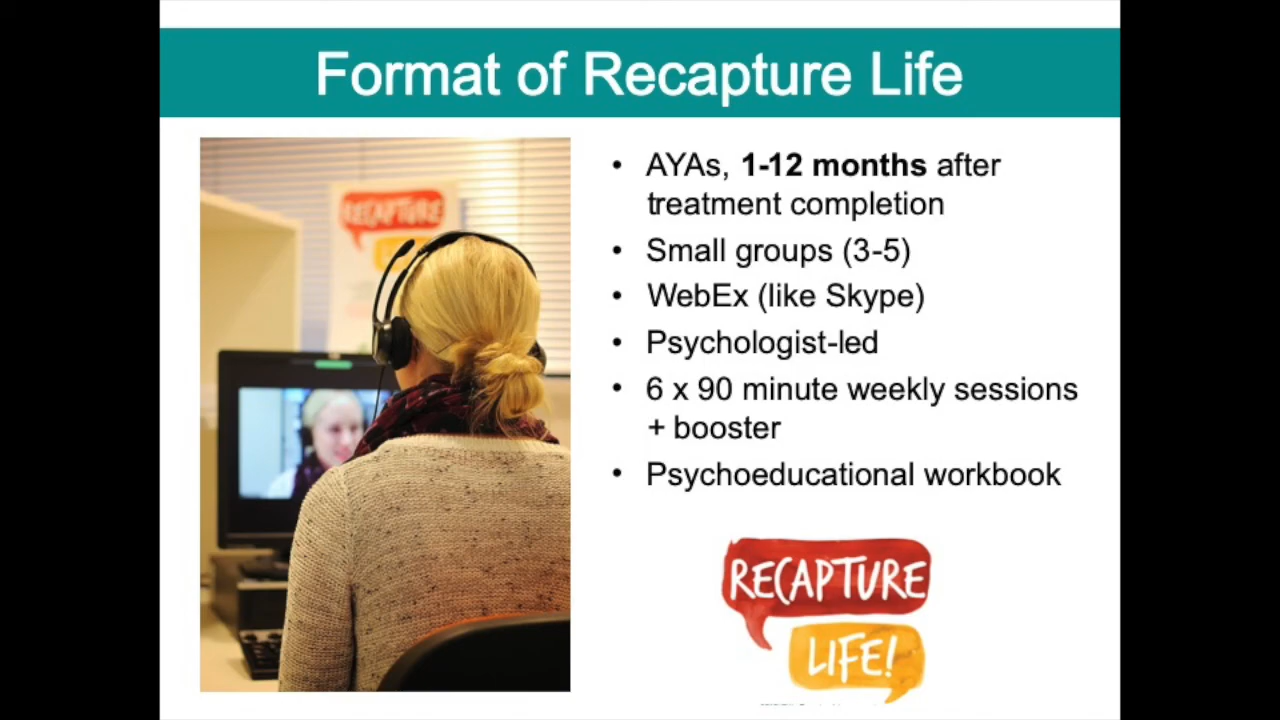 Format of Recapture Life
• AYAs, 1-12 months after
treatment completion
• Small groups (3-5)
• WebEx (like Skype)
• Psychologist-led
• 6 x 90 minute weekly sessions
+ booster
• Psychoeducational workbook
RECAPTURE
RECAPTURE
LIFE!